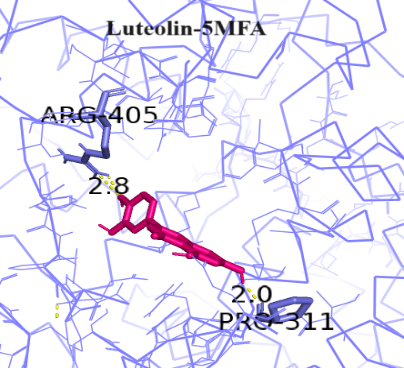 Luteolin-5MFA
ARG-405
2.8
2.0
PRO-311